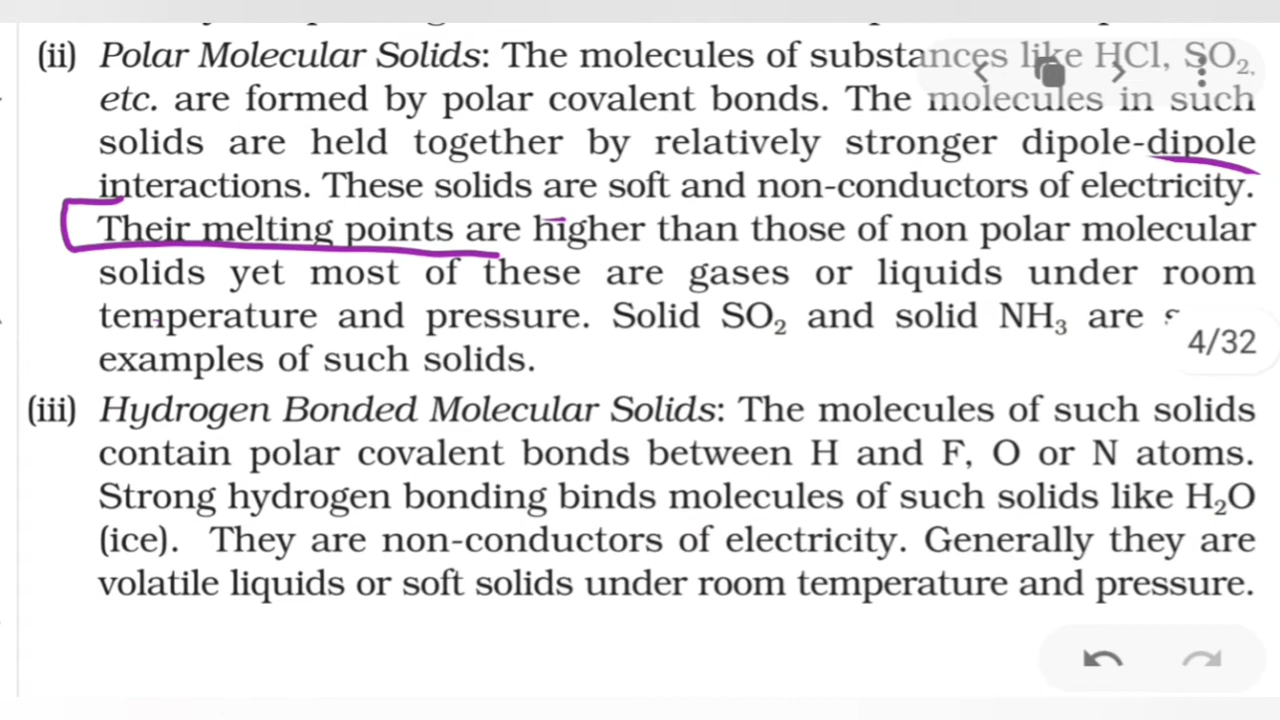 (ii) Polar Molecular Solids: The molecules of substances like HCl, SO₂,
etc. are formed by polar covalent bonds. The molecules in such
solids are held together by relatively stronger dipole-dipole
interactions. These solids are soft and non-conductors of electricity.
Their melting points are higher than those of non polar molecular
solids yet most of these are gases or liquids under room
temperature and pressure. Solid SO₂ and solid NH₃ are
4/32
examples of such solids.
(iii) Hydrogen Bonded Molecular Solids: The molecules of such solids
contain polar covalent bonds between H and F, O or N atoms.
Strong hydrogen bonding binds molecules of such solids like H₂O
(ice). They are non-conductors of electricity. Generally they are
volatile liquids or soft solids under room temperature and pressure.